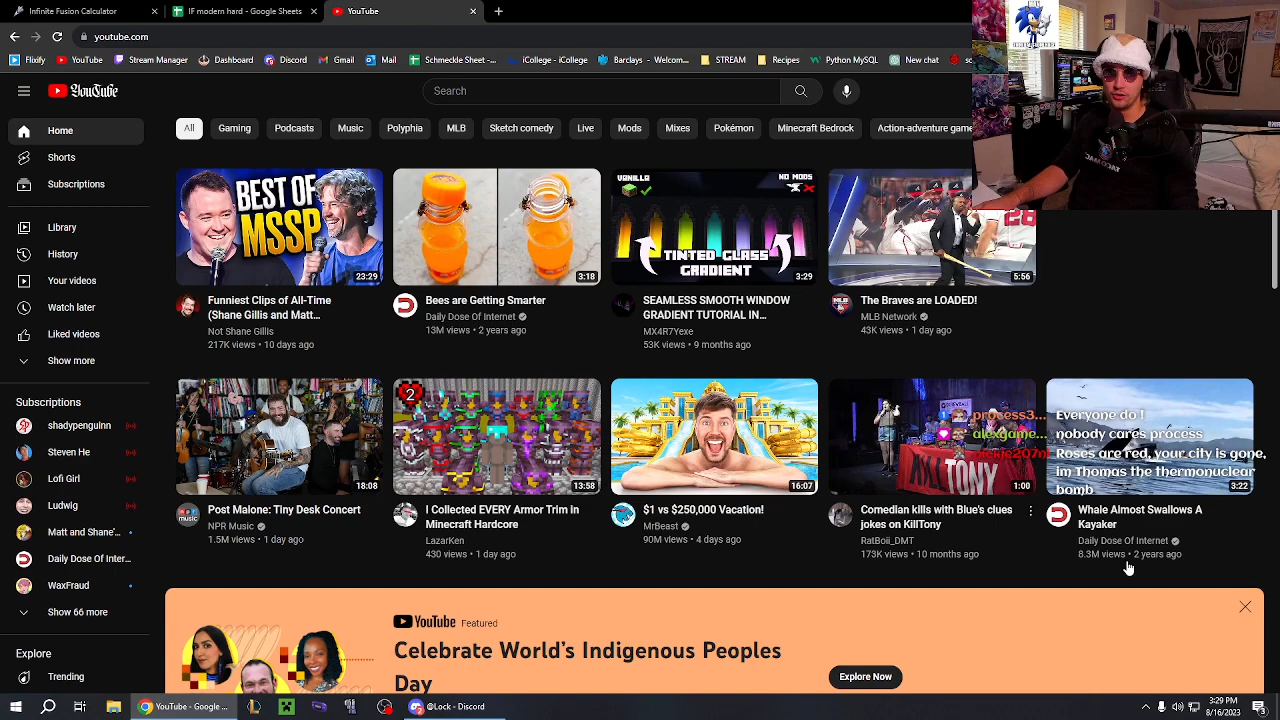 Infinite Fusion Calculator
IF modern hard - Google Sheets
YouTube
youtube.com
Flixify
YouTube
Stream Manager
Dashboard
Discord
Mail
Schmeckle Shee...
iCollege - iColleg...
Welcom...
STREAM
Recipes
Python MySQL
New chat
YouTube
Search
Home
Shorts
Subscriptions
Library
History
Your videos
Watch later
Liked videos
Show more
Subscriptions
shadypenguinn
Steven He
Lofi Girl
Ludwig
Matt and Shane'...
Daily Dose Of Inter...
WaxFraud
Show 66 more
Explore
Trending
All
Gaming
Podcasts
Music
Polyphia
MLB
Sketch comedy
Live
Mods
Mixes
Pokémon
Minecraft Bedrock
Action-adventure game
BEST OF
MSSP
23:29
Funniest Clips of All-Time
(Shane Gillis and Matt...
Not Shane Gillis
217K views • 10 days ago
3:18
Bees are Getting Smarter
Daily Dose Of Internet
13M views • 2 years ago
VANILLA
NO MODS
TINTED GLASS
GRADIENT
3:29
SEAMLESS SMOOTH WINDOW
GRADIENT TUTORIAL IN...
MX4R7Yexe
53K views • 9 months ago
28
5:56
The Braves are LOADED!
MLB Network
43K views • 1 day ago
18:08
Post Malone: Tiny Desk Concert
NPR Music
1.5M views • 1 day ago
2
13:58
I Collected EVERY Armor Trim in
Minecraft Hardcore
LazarKen
430 views • 1 day ago
16:07
$1 vs $250,000 Vacation!
MrBeast
90M views • 4 days ago
KILL TONY
1:00
Comedian kills with Blue's clues
jokes on KillTony
RatBoii_DMT
173K views • 10 months ago
process3... Everyone do !
alexgame... nobody cares process
Roses are red, your city is gone,
Im Thomas the thermonuclear
bomb
3:22
Whale Almost Swallows A
Kayaker
Daily Dose Of Internet
8.3M views • 2 years ago
YouTube Featured
Celebrate World's Indigenous Peoples
Day
Explore Now
YouTube - Google ...
@Lock - Discord
3:29 PM
8/16/2023
3